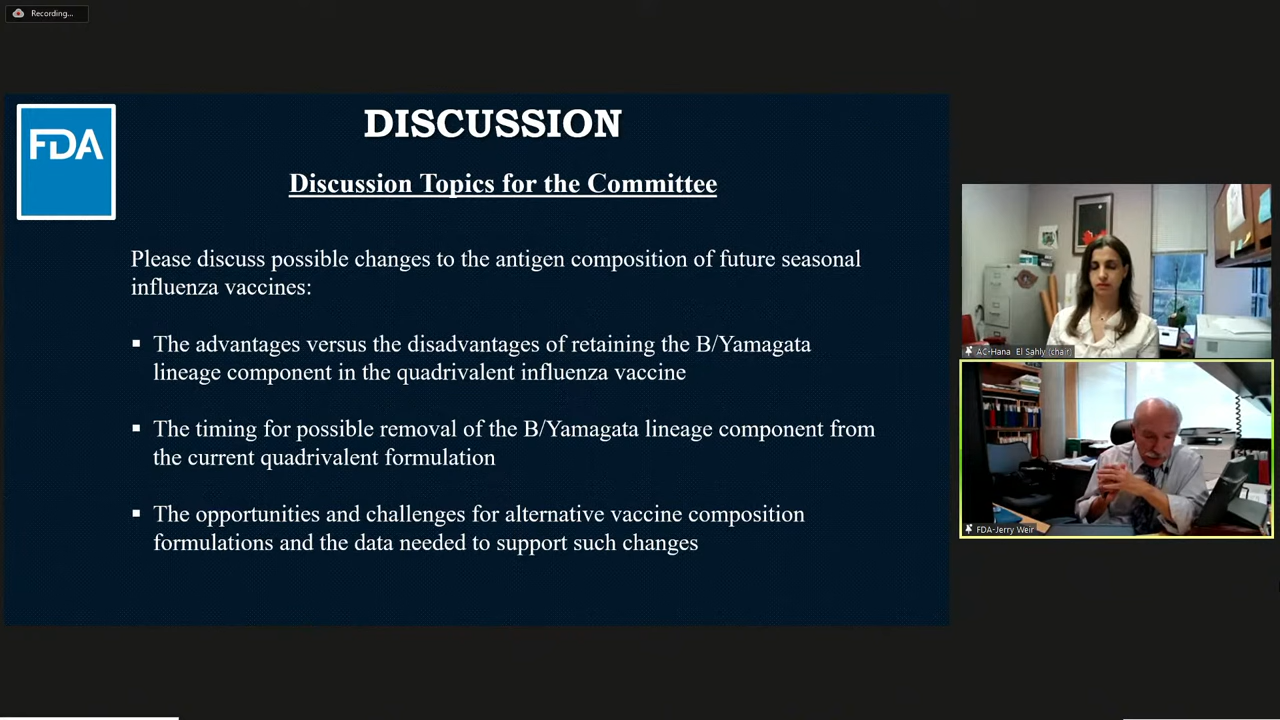 Recording...
FDA
DISCUSSION
Discussion Topics for the Committee
Please discuss possible changes to the antigen composition of future seasonal
influenza vaccines:
▪ The advantages versus the disadvantages of retaining the B/Yamagata
lineage component in the quadrivalent influenza vaccine
▪ The timing for possible removal of the B/Yamagata lineage component from
the current quadrivalent formulation
▪ The opportunities and challenges for alternative vaccine composition
formulations and the data needed to support such changes
AC-Hana El Sahly (chair)
FDA-Jerry Weir